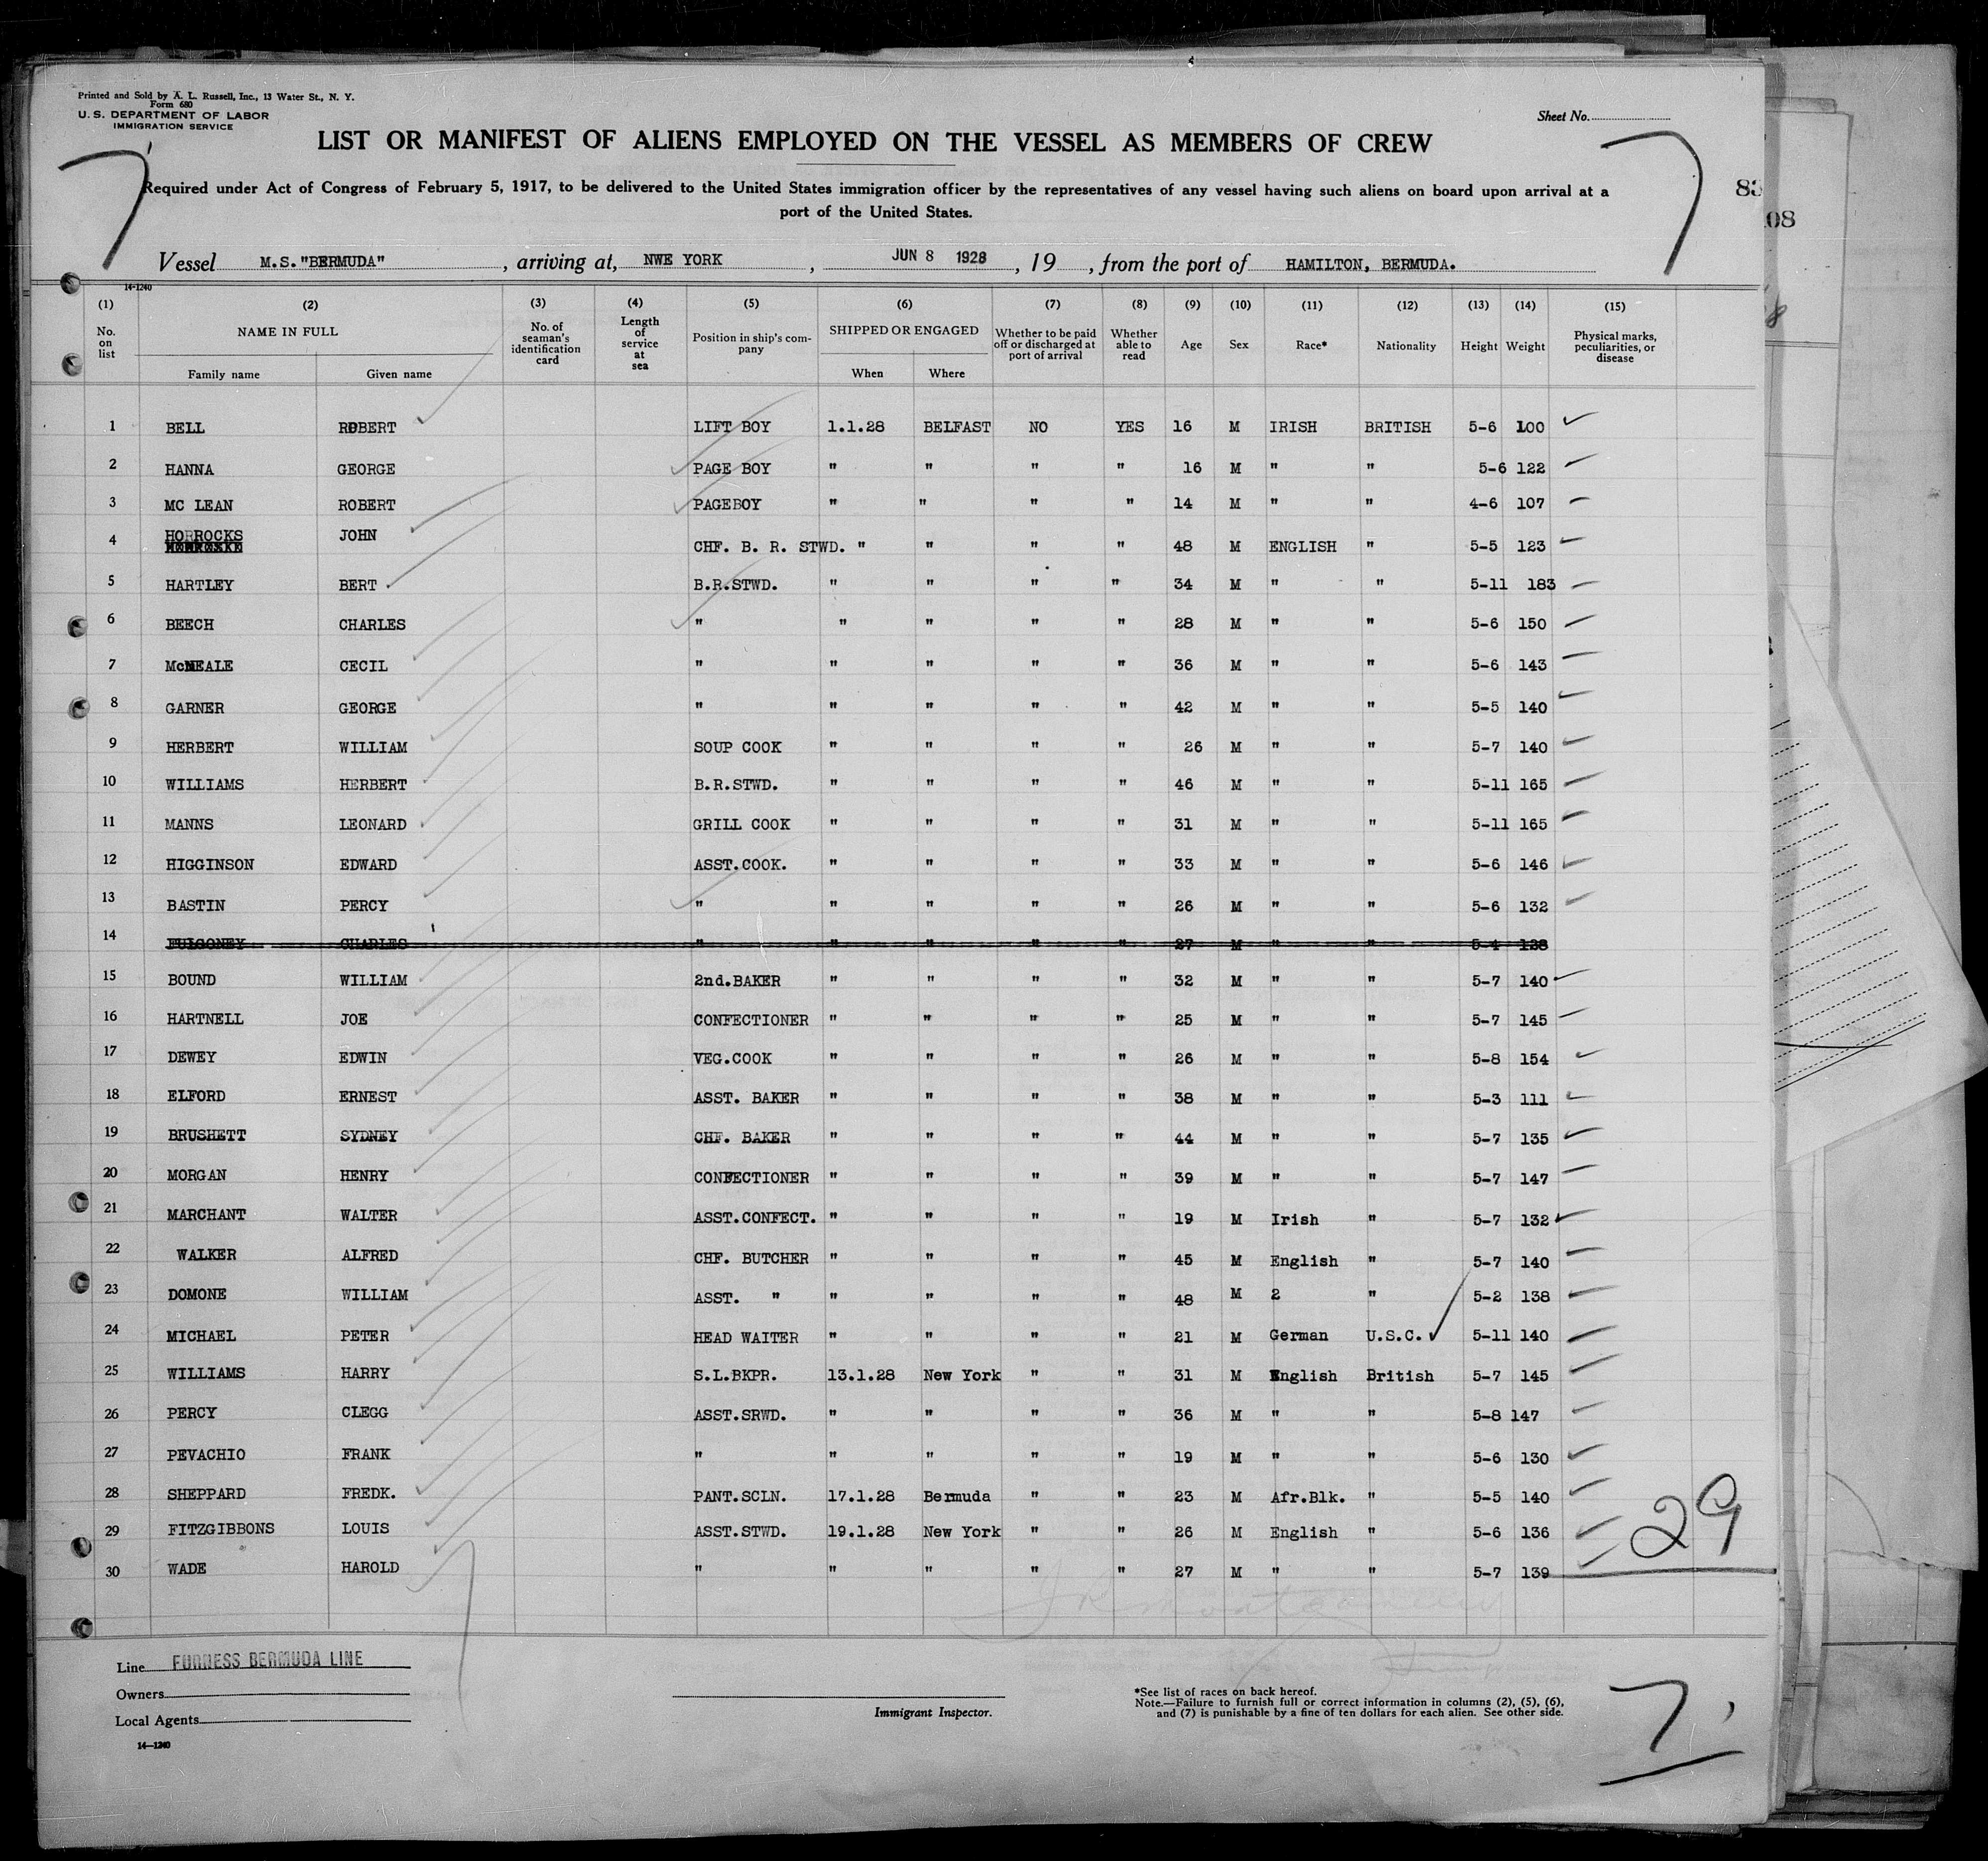 Printed and Sold by A. L. Russell, Inc., 13 Water St., N. Y.
Form 680
U. S. DEPARTMENT OF LABOR
IMMIGRATION SERVICE
Sheet No.
LIST OR MANIFEST OF ALIENS EMPLOYED ON THE VESSEL AS MEMBERS OF CREW
7 7
Required under Act of Congress of February 5, 1917, to be delivered to the United States immigration officer by the representatives of any vessel having such aliens on board upon arrival at a
port of the United States.
83
08
Vessel M.S."BERMUDA" , arriving at, NWE YORK , JUN 8 1928 , 19 , from the port of HAMILTON, BERMUDA.
14-1240
(1) (2) (3) (4) (5) (6) (7) (8) (9) (10) (11) (12) (13) (14) (15)
No. on list NAME IN FULL Family name Given name No. of seaman's identification card Length of service at sea Position in ship's company SHIPPED OR ENGAGED When Where Whether to be paid off or discharged at port of arrival Whether able to read Age Sex Race* Nationality Height Weight Physical marks, peculiarities, or disease
1 BELL ROBERT LIFT BOY 1.1.28 BELFAST NO YES 16 M IRISH BRITISH 5-6 100
2 HANNA GEORGE PAGE BOY " " " " 16 M " " 5-6 122
3 MC LEAN ROBERT PAGEBOY " " " " 14 M " " 4-6 107
4 HORROCKS JOHN CHF. B. R. STWD. " " " " 48 M ENGLISH " 5-5 123
5 HARTLEY BERT B.R.STWD. " " " " 34 M " " 5-11 183
6 BEECH CHARLES " " " " " 28 M " " 5-6 150
7 McNEALE CECIL " " " " " 36 M " " 5-6 143
8 GARNER GEORGE " " " " " 42 M " " 5-5 140
9 HERBERT WILLIAM SOUP COOK " " " " 26 M " " 5-7 140
10 WILLIAMS HERBERT B.R.STWD. " " " " 46 M " " 5-11 165
11 MANNS LEONARD GRILL COOK " " " " 31 M " " 5-11 165
12 HIGGINSON EDWARD ASST.COOK. " " " " 33 M " " 5-6 146
13 BASTIN PERCY " " " " " 26 M " " 5-6 132
14 FULGONEY CHARLES " " " " " 27 M " " 5-4 128
15 BOUND WILLIAM 2nd.BAKER " " " " 32 M " " 5-7 140
16 HARTNELL JOE CONFECTIONER " " " " 25 M " " 5-7 145
17 DEWEY EDWIN VEG.COOK " " " " 26 M " " 5-8 154
18 ELFORD ERNEST ASST. BAKER " " " " 38 M " " 5-3 111
19 BRUSHETT SYDNEY CHF. BAKER " " " " 44 M " " 5-7 135
20 MORGAN HENRY CONFECTIONER " " " " 39 M " " 5-7 147
21 MARCHANT WALTER ASST.CONFECT. " " " " 19 M Irish " 5-7 132
22 WALKER ALFRED CHF. BUTCHER " " " " 45 M English " 5-7 140
23 DOMONE WILLIAM ASST. " " " " " 48 M 2 " 5-2 138
24 MICHAEL PETER HEAD WAITER " " " " 21 M German U.S.C. 5-11 140
25 WILLIAMS HARRY S.L.BKPR. 13.1.28 New York " " 31 M English British 5-7 145
26 PERCY CLEGG ASST.SRWD. " " " " 36 M " " 5-8 147
27 PEVACHIO FRANK " " " " " 19 M " " 5-6 130
28 SHEPPARD FREDK. PANT.SCLN. 17.1.28 Bermuda " " 23 M Afr.Blk. " 5-5 140
29 FITZGIBBONS LOUIS ASST.STWD. 19.1.28 New York " " 26 M English " 5-6 136
30 WADE HAROLD " " " " " 27 M " " 5-7 139
29
Line FURNESS BERMUDA LINE
Owners
Local Agents
14—1240
Immigrant Inspector.
*See list of races on back hereof.
Note.—Failure to furnish full or correct information in columns (2), (5), (6),
and (7) is punishable by a fine of ten dollars for each alien. See other side.
7